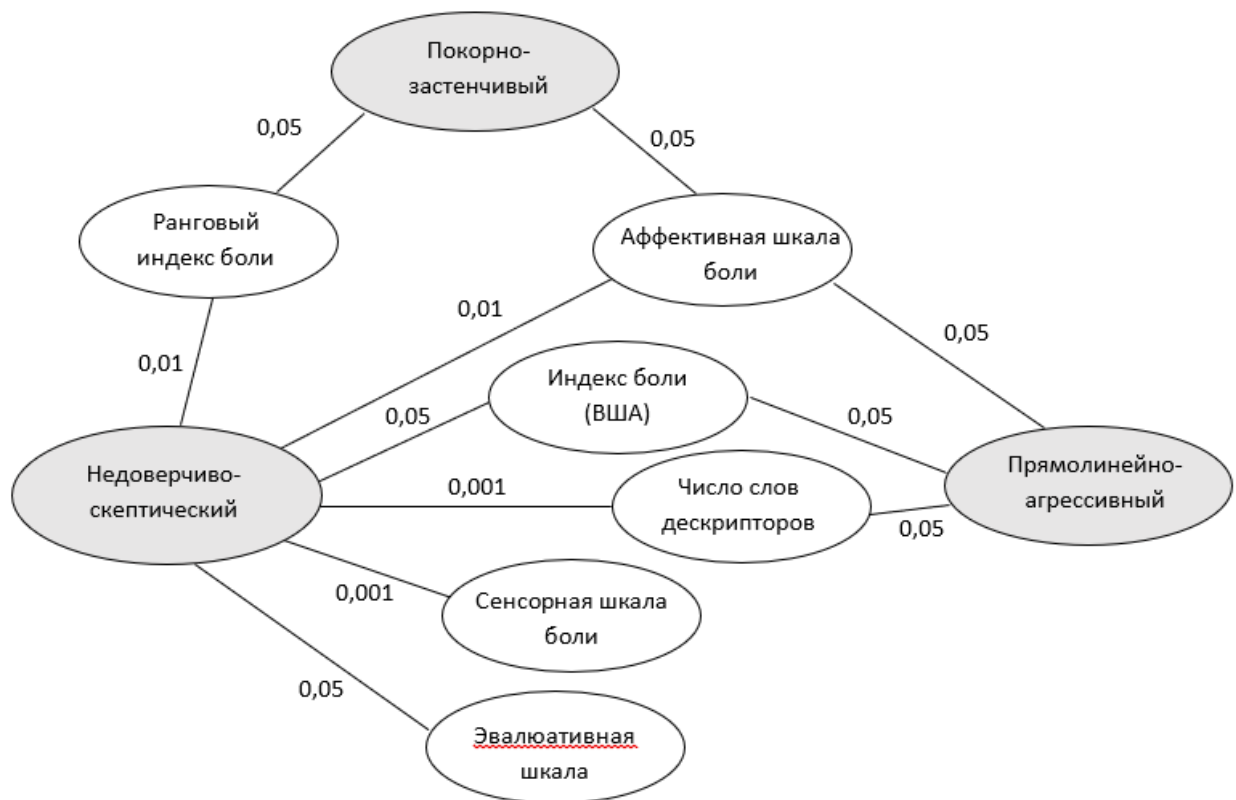 Покорно-
застенчивый
0,05
0,05
Ранговый
индекс боли
Аффективная шкала
боли
0,01
0,05
0,01
Индекс боли
(ВША)
0,05
0,05
Недоверчиво-
скептический
Прямолинейно-
агрессивный
0,001
Число слов
дескрипторов
0,05
0,001
Сенсорная шкала
боли
0,05
Эвалюативная
шкала